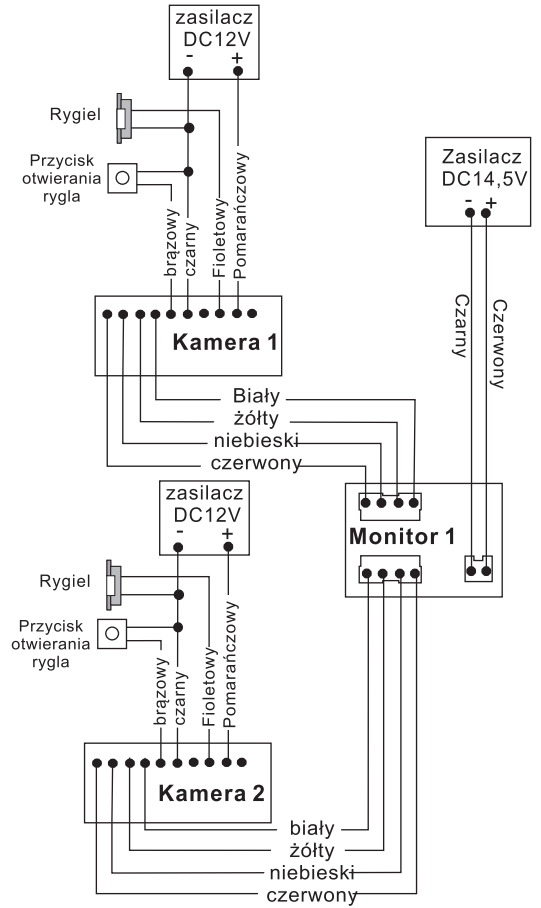 zasilacz
DC12V
- +
Rygiel
Przycisk
otwierania
rygla
brązowy
czarny
Fioletowy
Pomarańczowy
Kamera 1
Zasilacz
DC14,5V
- +
Czarny
Czerwony
Biały
żółty
niebieski
czerwony
Monitor 1
zasilacz
DC12V
- +
Rygiel
Przycisk
otwierania
rygla
brązowy
czarny
Fioletowy
Pomarańczowy
Kamera 2
biały
żółty
niebieski
czerwony